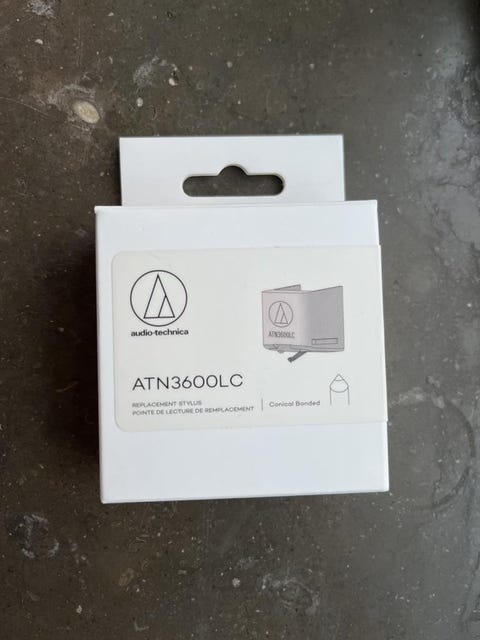 audio-technica
ATN3600LC
ATN3600LC
REPLACEMENT STYLUS
POINTE DE LECTURE DE REMPLACEMENT
Conical Bonded